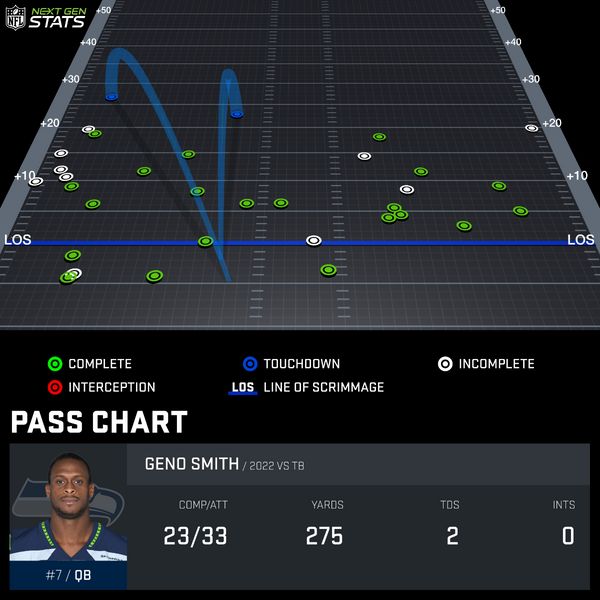 NFL NEXT GEN STATS
+50 +50
+40 +40
+30 +30
+20 +20
+10 +10
LOS LOS
COMPLETE TOUCHDOWN INCOMPLETE
INTERCEPTION LOS LINE OF SCRIMMAGE
PASS CHART
GENO SMITH / 2022 VS TB
COMP/ATT YARDS TDS INTS
23/33 275 2 0
#7 / QB